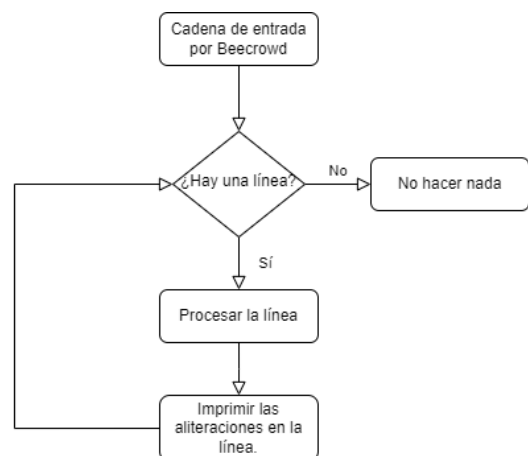 Cadena de entrada
por Beecrowd
¿Hay una línea?
No
No hacer nada
Sí
Procesar la línea
Imprimir las
aliteraciones en la
línea.